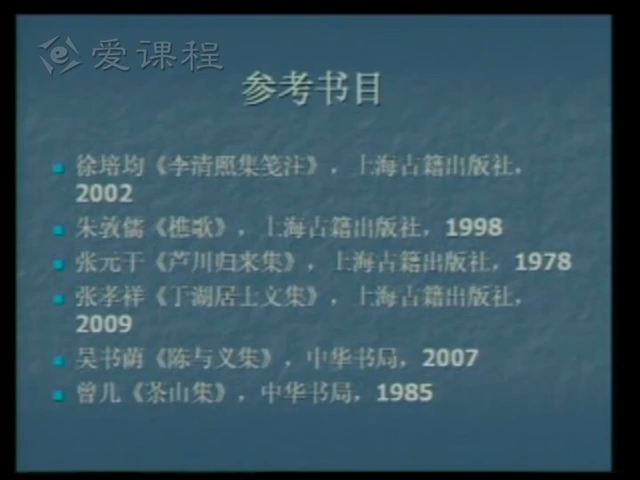 爱课程
参考书目
徐培均《李清照集笺注》，上海古籍出版社，
2002
朱敦儒《樵歌》，上海古籍出版社，1998
张元干《芦川归来集》，上海古籍出版社，1978
张孝祥《于湖居士文集》，上海古籍出版社，
2009
吴书荫《陈与义集》，中华书局，2007
曾几《茶山集》，中华书局，1985